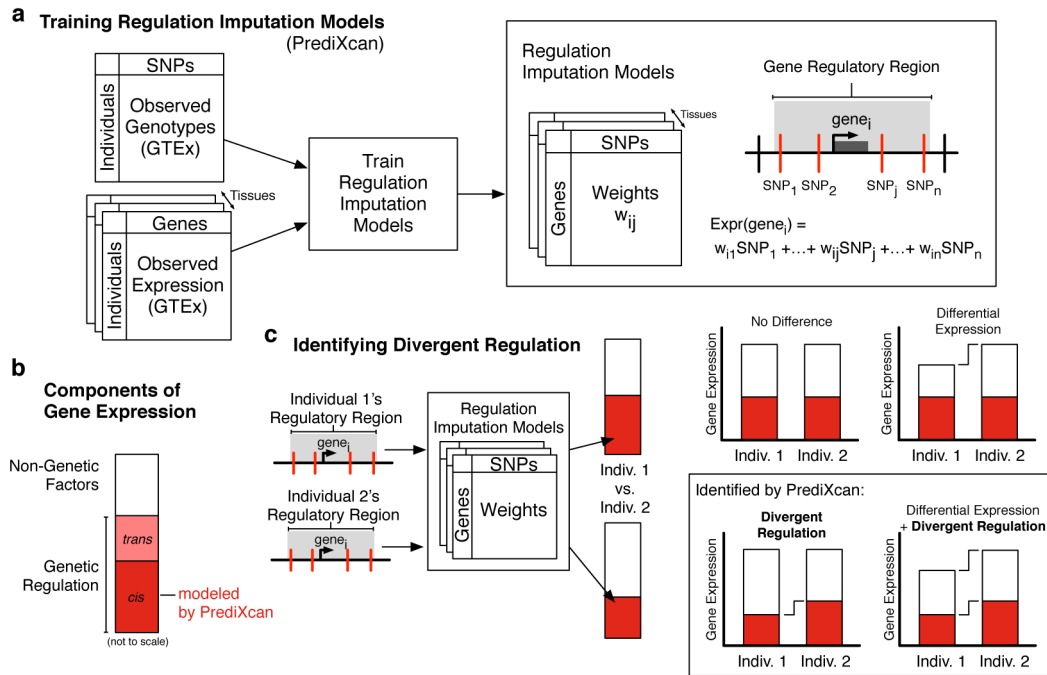 a
Training Regulation Imputation Models
(PrediXcan)
SNPs
Individuals
Observed
Genotypes
(GTEx)
Tissues
Genes
Individuals
Observed
Expression
(GTEx)
Train
Regulation
Imputation
Models
Regulation
Imputation Models
Tissues
SNPs
Genes
Weights
wij
Gene Regulatory Region
genei
SNP1 SNP2 SNPj SNPn
Expr(genei) =
wi1SNP1 +...+ wijSNPj +...+ winSNPn
b
Components of
Gene Expression
Non-Genetic
Factors
Genetic
Regulation
trans
cis
modeled
by PrediXcan
(not to scale)
c
Identifying Divergent Regulation
Individual 1's
Regulatory Region
genei
Individual 2's
Regulatory Region
genei
Regulation
Imputation Models
SNPs
Genes
Weights
Indiv. 1
vs.
Indiv. 2
No Difference
Gene Expression
Indiv. 1 Indiv. 2
Differential
Expression
Gene Expression
Indiv. 1 Indiv. 2
Identified by PrediXcan:
Divergent
Regulation
Gene Expression
Indiv. 1 Indiv. 2
Differential Expression
+ Divergent Regulation
Gene Expression
Indiv. 1 Indiv. 2